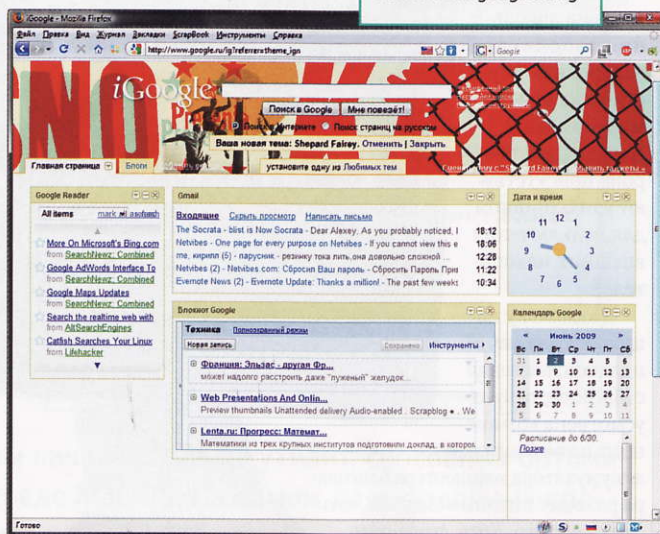 iGoogle - Mozilla Firefox
Файл Правка Вид Журнал Закладки ScrapBook Инструменты Справка
http://www.google.ru/ig?referrer=theme_ign
Google
iGoogle
Поиск в Google Мне повезёт!
Поиск в Интернете Поиск страниц на русском
Ваша новая тема: Shepard Fairey. Отменить | Закрыть
Главная страница Блоги
установите одну из Любимых тем
Google Reader
All items mark all as
More On Microsoft's Bing.com
from SearchNewz: Combined
Google AdWords Interface To
from SearchNewz: Combined
Google Maps Updates
from SearchNewz: Combined
Search the realtime web with
from AltSearchEngines
Catfish Searches Your Linux
from Lifehacker
Gmail
Входящие Скрыть просмотр Написать письмо
The Socrata - blist is Now Socrata - Dear Alexey, As you probably noticed, l 18:12
Netvibes - One page for every purpose on Netvibes - If you cannot view this e 18:06
me, кирилл (5) - парусник - резинку тока лить,она довольно сложной ... 12:28
Netvibes (2) - Netvibes.com: Сбросил Ваш пароль - Сбросить Пароль При 11:22
Evernote News (2) - Evernote Update: Thanks a million! - The past few weeks 10:34
Блокнот Google
Техника Полноэкранный режим
Новая запись Сохранено Инструменты
Франция: Эльзас - другая Фр...
может надолго расстроить даже "луженый" желудок...
Web Presentations And Onlin...
Preview thumbnails Unattended delivery Audio-enabled . Scrapblog ● . We
Lenta.ru: Прогресс: Математ...
Математики из трех крупных институтов подготовили доклад, в которо
Дата и время
12 1 2 3 4 5 6 7 8 9 10 11
Календарь Google
« Июнь 2009 »
Вс Пн Вт Ср Чт Пт Сб
31 1 2 3 4 5 6
7 8 9 10 11 12 13
14 15 16 17 18 19 20
21 22 23 24 25 26 27
28 29 30 1 2 3 4
5 6 7 8 9 10 11
Расписание до 6/30.
Позже
Готово